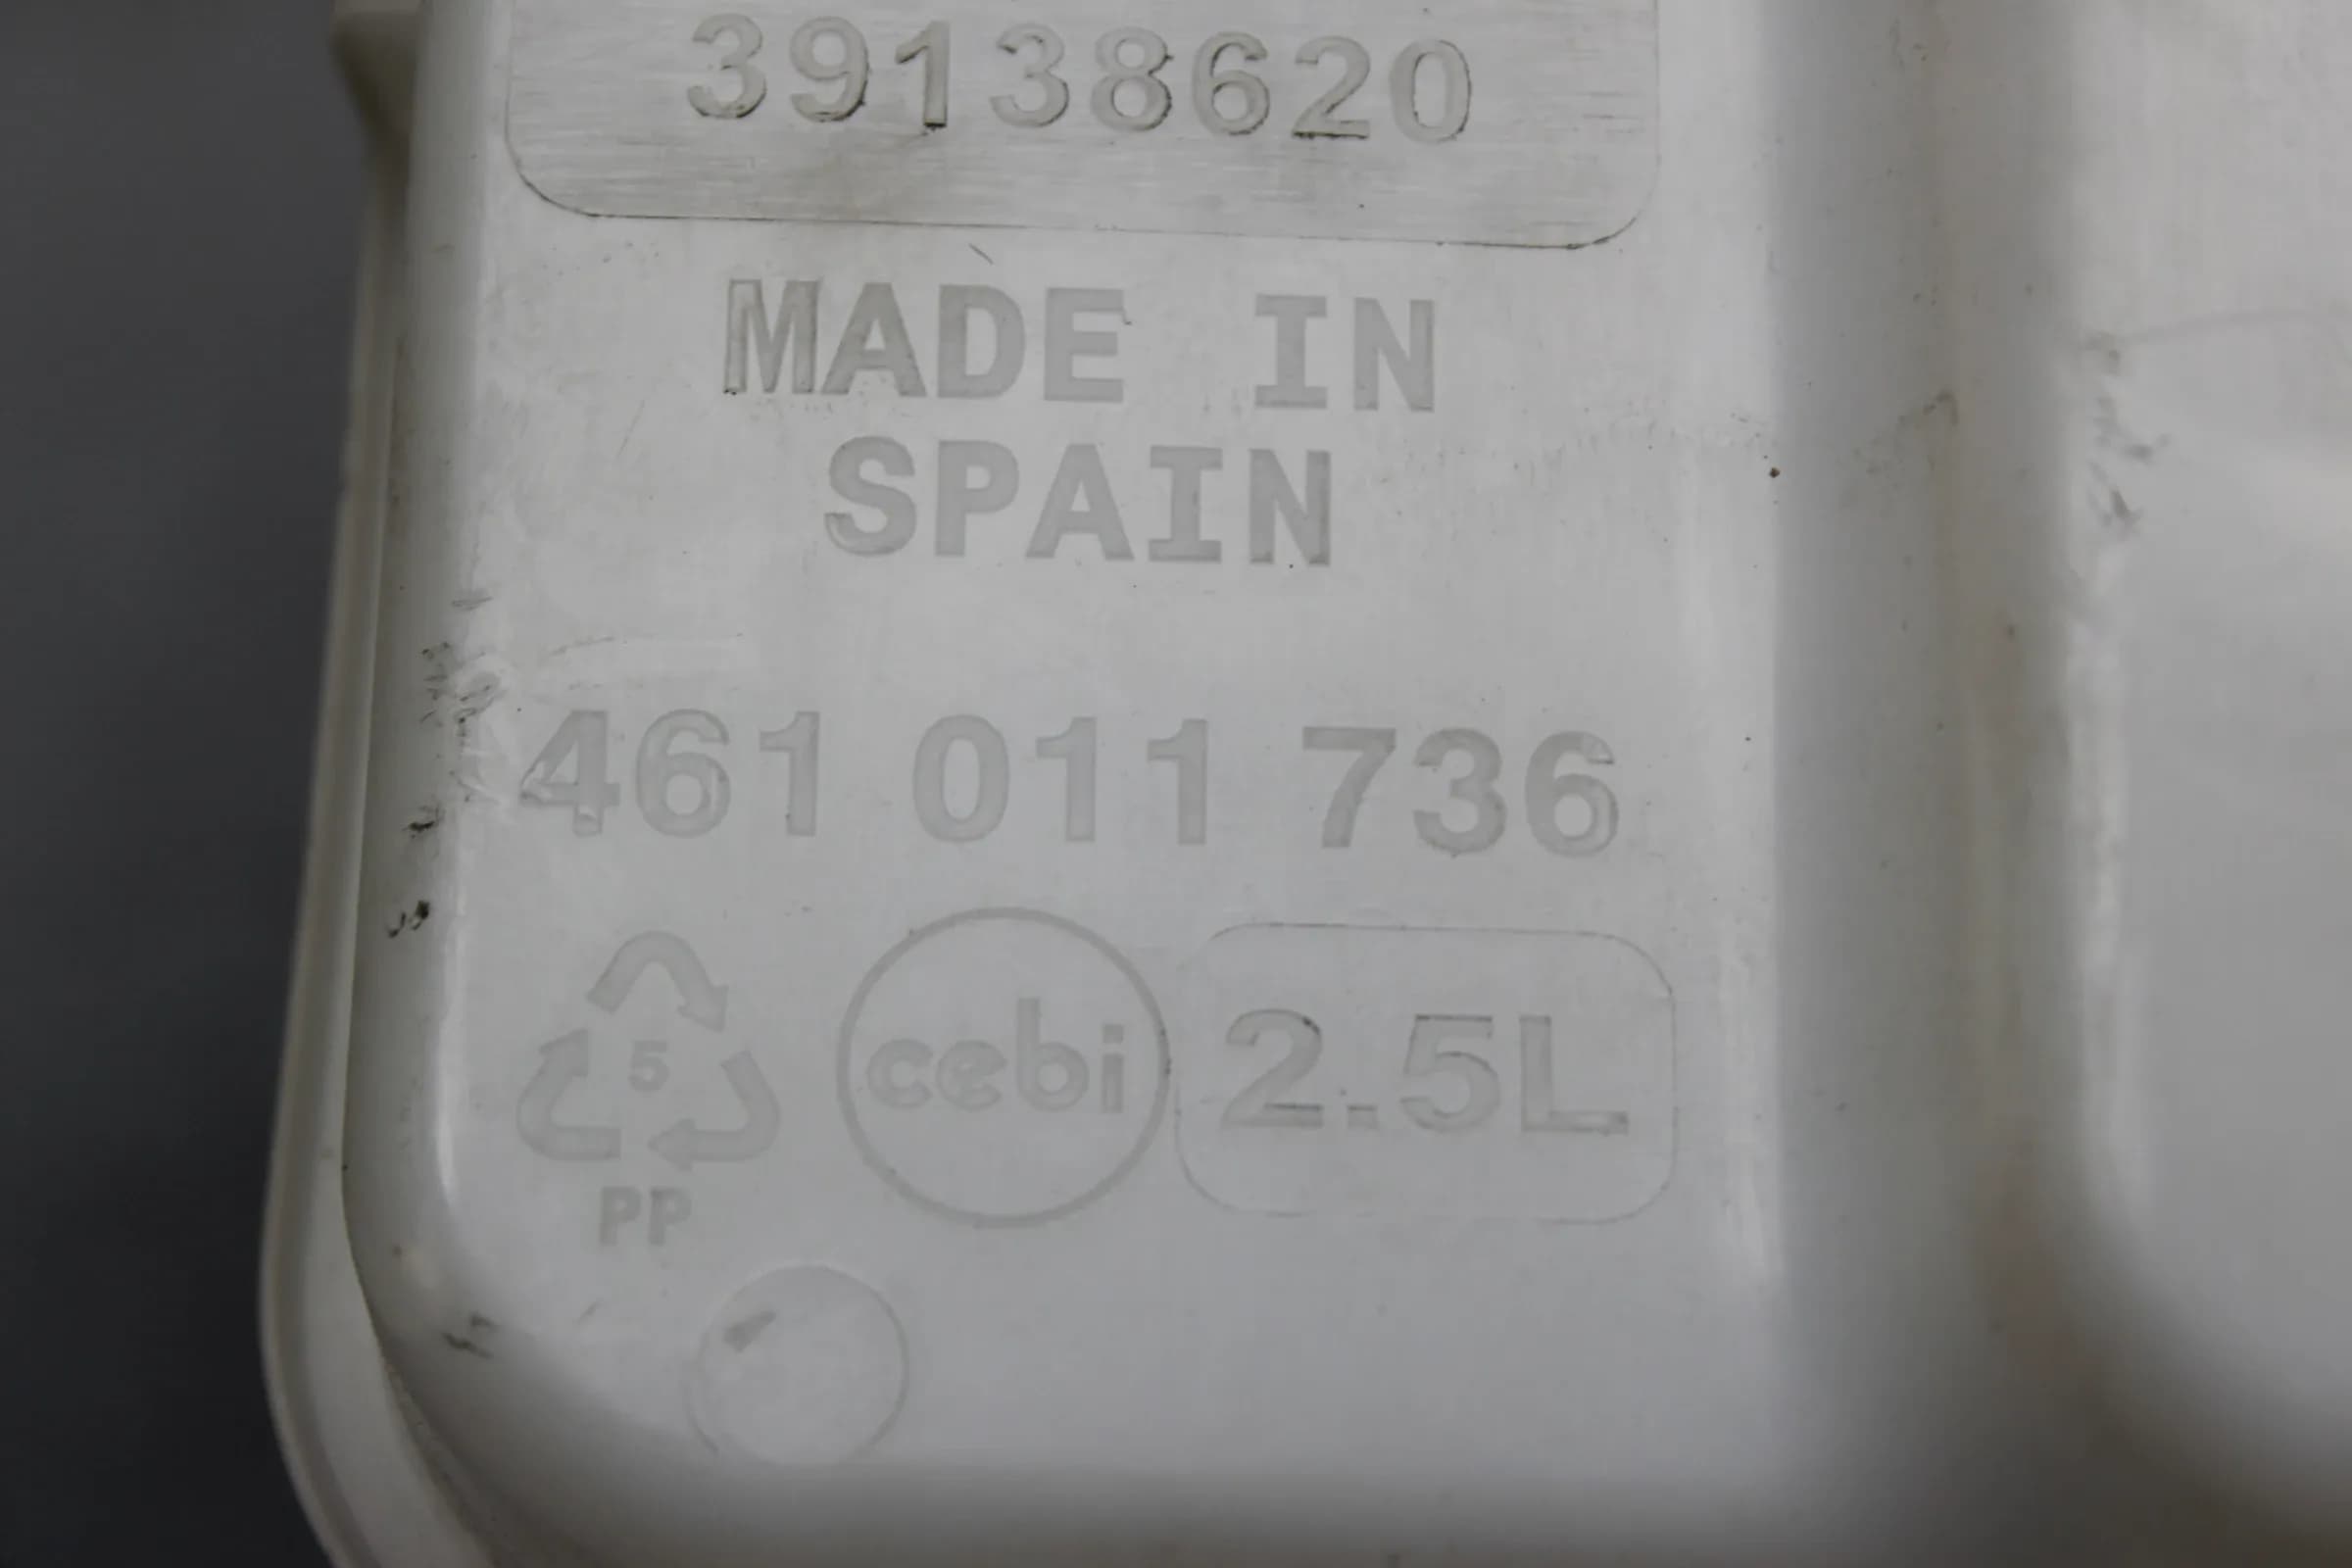 39138620
MADE IN
SPAIN
461 011 736
5
PP
cebi
2.5L